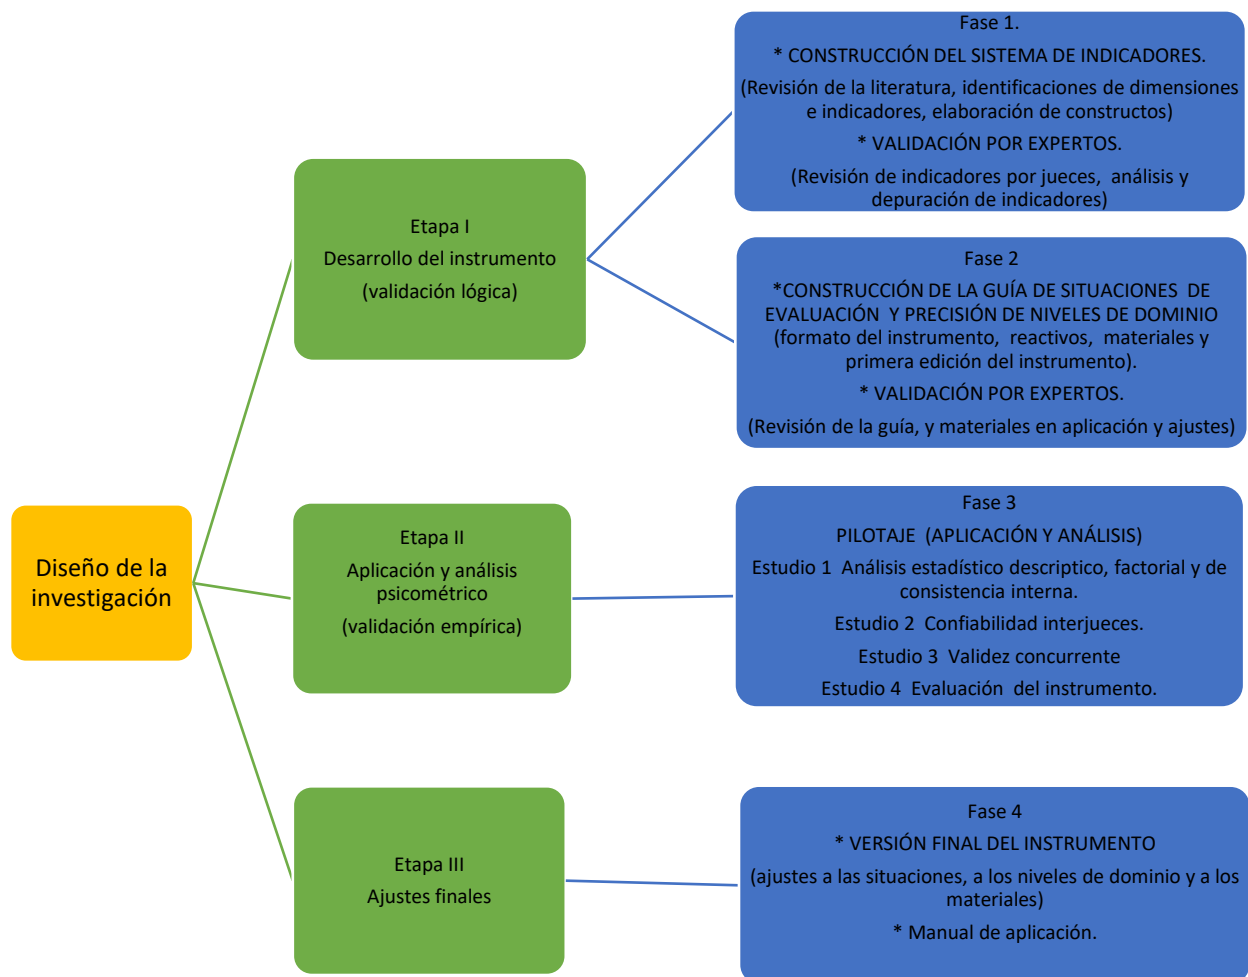 Diseño de la
investigación
Etapa I
Desarrollo del instrumento
(validación lógica)
Fase 1.
* CONSTRUCCIÓN DEL SISTEMA DE INDICADORES.
(Revisión de la literatura, identificaciones de dimensiones
e indicadores, elaboración de constructos)
* VALIDACIÓN POR EXPERTOS.
(Revisión de indicadores por jueces, análisis y
depuración de indicadores)
Fase 2
*CONSTRUCCIÓN DE LA GUÍA DE SITUACIONES DE
EVALUACIÓN Y PRECISIÓN DE NIVELES DE DOMINIO
(formato del instrumento, reactivos, materiales y
primera edición del instrumento).
* VALIDACIÓN POR EXPERTOS.
(Revisión de la guía, y materiales en aplicación y ajustes)
Etapa II
Aplicación y análisis
psicométrico
(validación empírica)
Fase 3
PILOTAJE (APLICACIÓN Y ANÁLISIS)
Estudio 1 Análisis estadístico descriptico, factorial y de
consistencia interna.
Estudio 2 Confiabilidad interjueces.
Estudio 3 Validez concurrente
Estudio 4 Evaluación del instrumento.
Etapa III
Ajustes finales
Fase 4
* VERSIÓN FINAL DEL INSTRUMENTO
(ajustes a las situaciones, a los niveles de dominio y a los
materiales)
* Manual de aplicación.